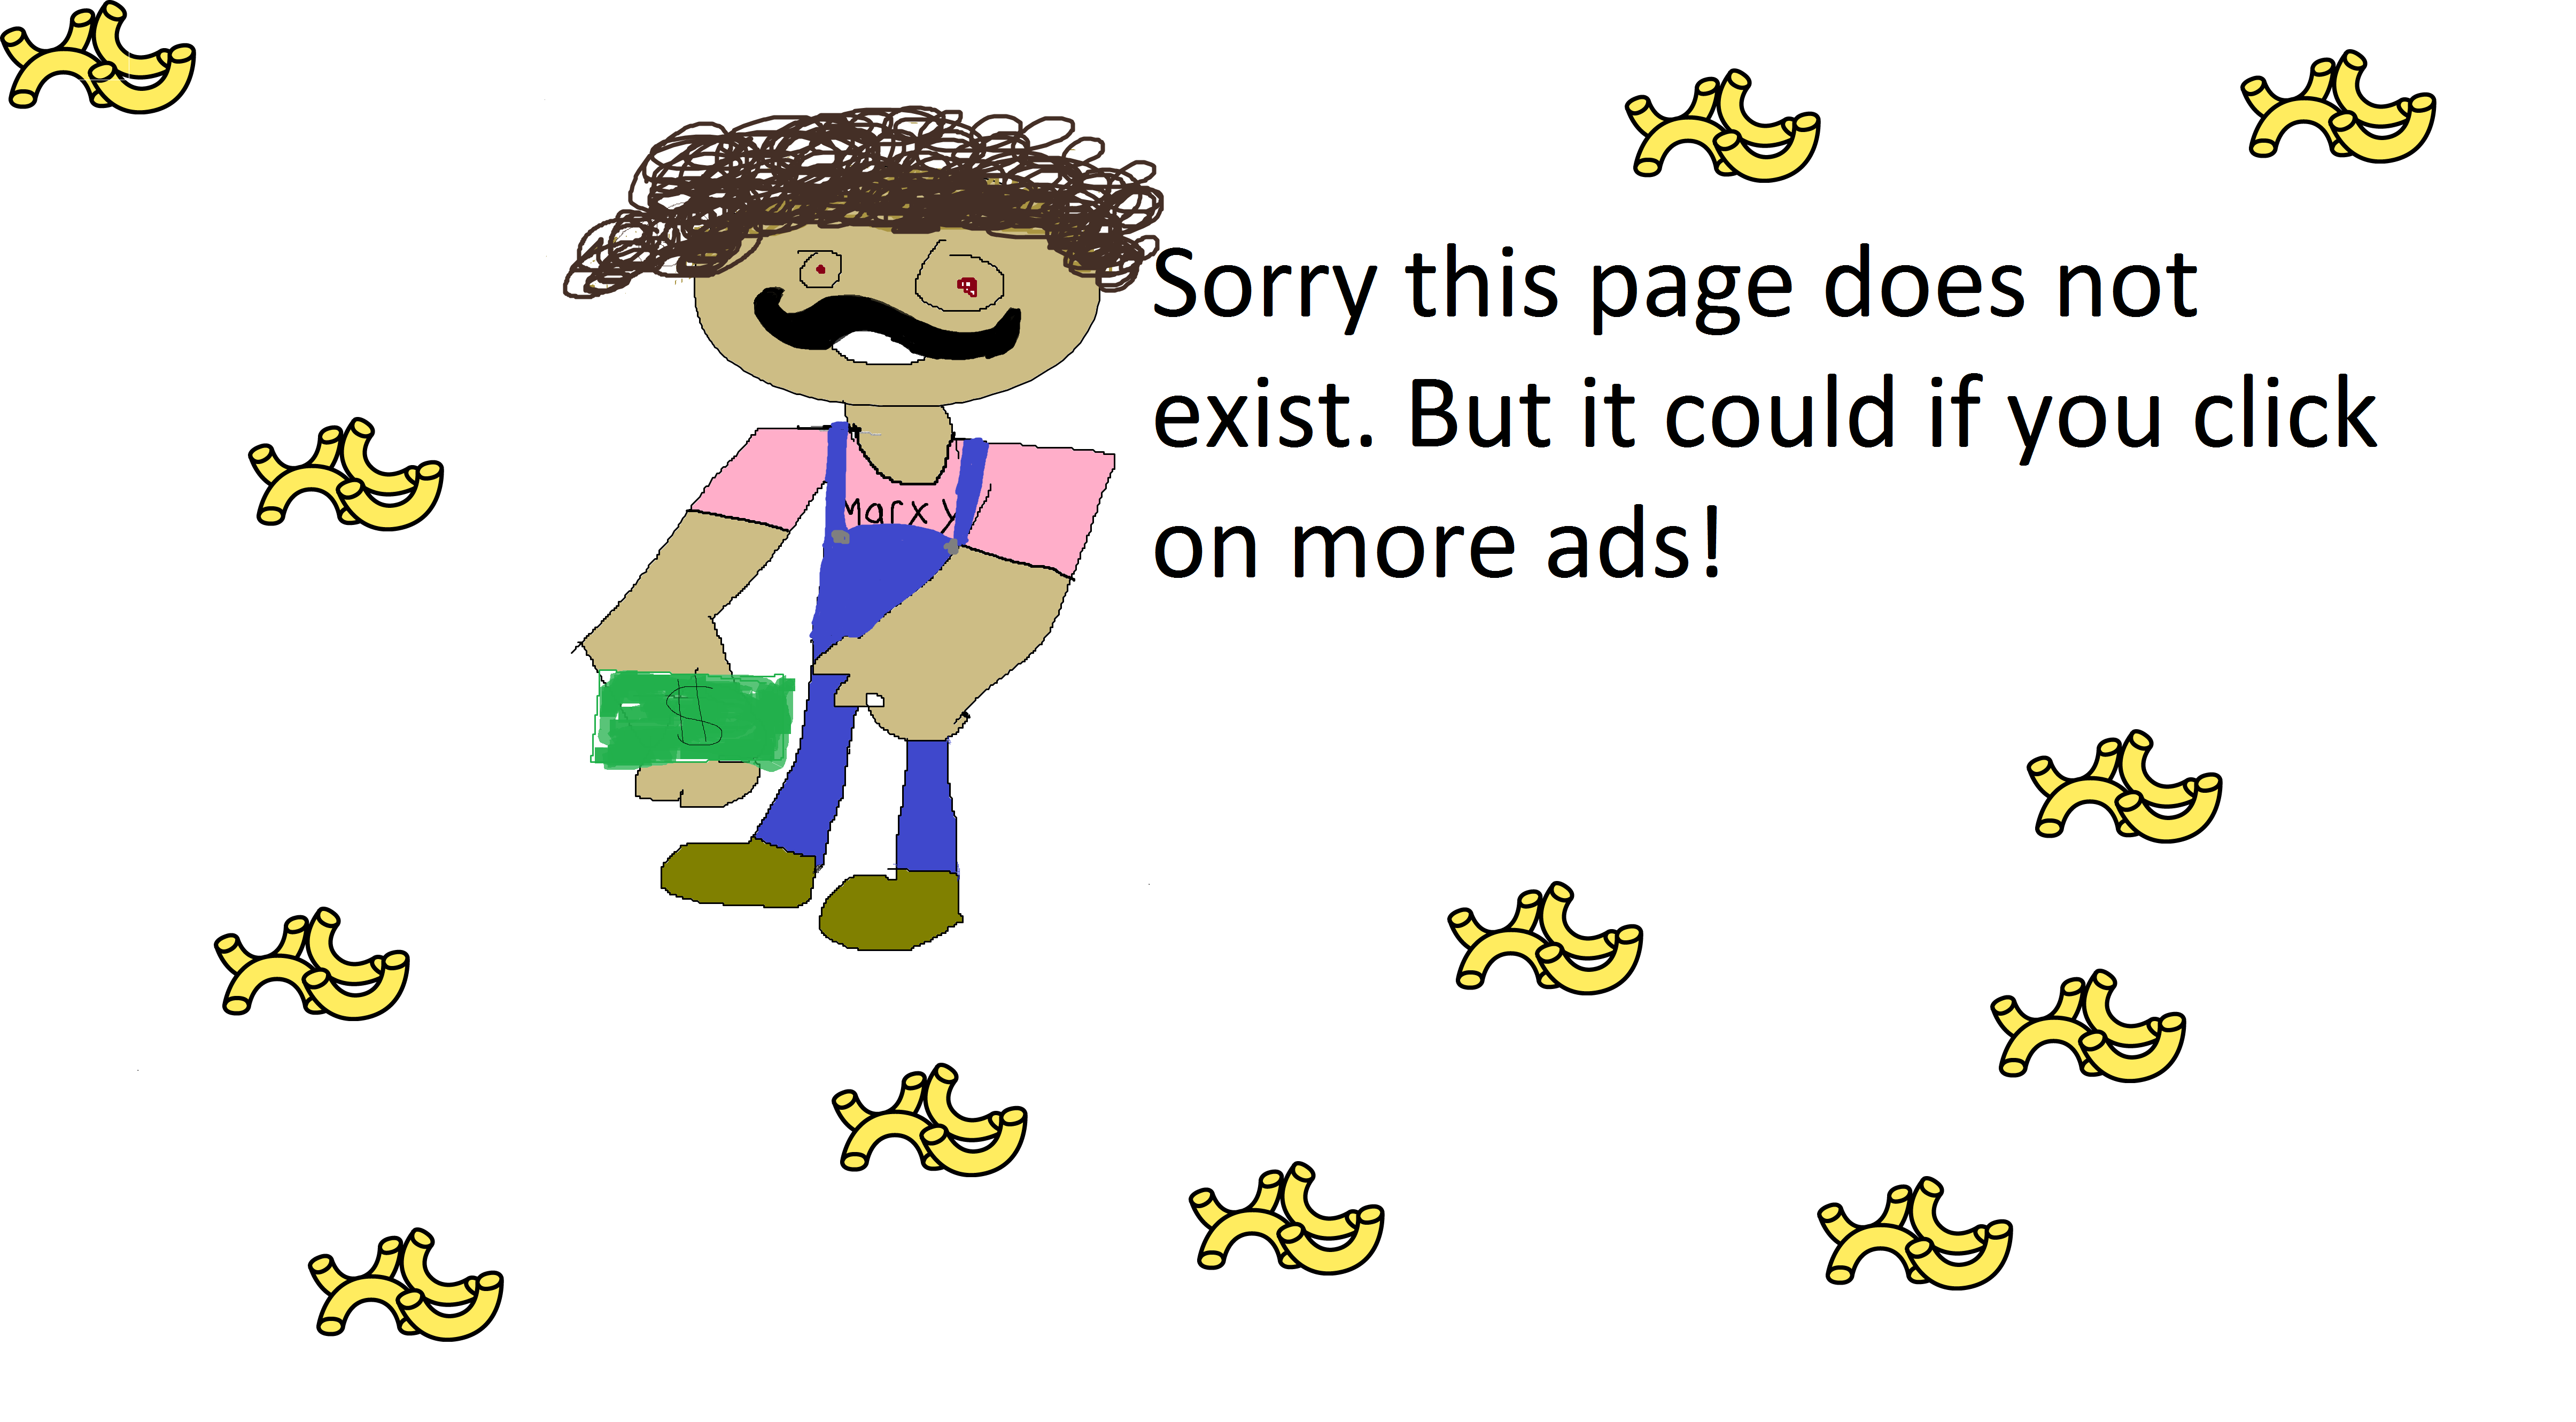 Sorry this page does not
exist. But it could if you click
on more ads!
Marxy
$